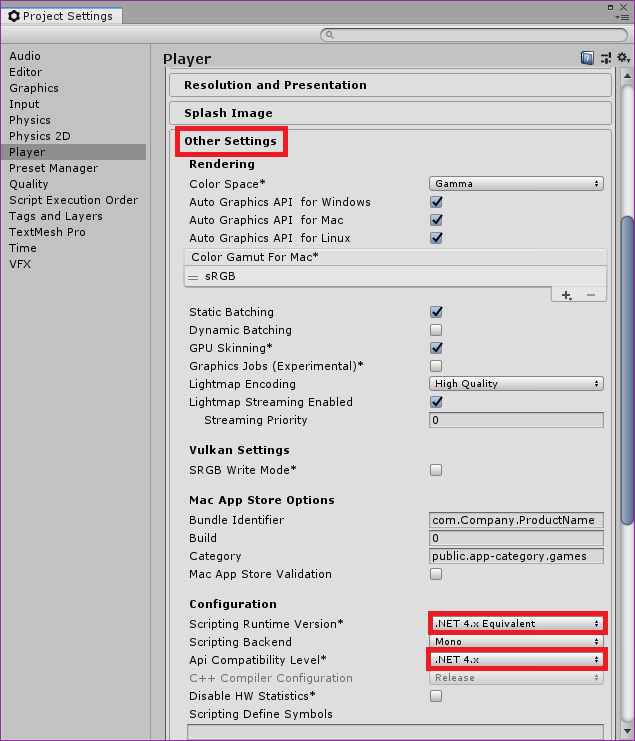 Project Settings
Audio
Editor
Graphics
Input
Physics
Physics 2D
Player
Preset Manager
Quality
Script Execution Order
Tags and Layers
TextMesh Pro
Time
VFX
Player
Resolution and Presentation
Splash Image
Other Settings
Rendering
Color Space* Gamma
Auto Graphics API for Windows
Auto Graphics API for Mac
Auto Graphics API for Linux
Color Gamut For Mac*
sRGB
Static Batching
Dynamic Batching
GPU Skinning*
Graphics Jobs (Experimental)*
Lightmap Encoding High Quality
Lightmap Streaming Enabled
Streaming Priority 0
Vulkan Settings
SRGB Write Mode*
Mac App Store Options
Bundle Identifier com.Company.ProductName
Build 0
Category public.app-category.games
Mac App Store Validation
Configuration
Scripting Runtime Version* .NET 4.x Equivalent
Scripting Backend Mono
Api Compatibility Level* .NET 4.x
C++ Compiler Configuration Release
Disable HW Statistics*
Scripting Define Symbols